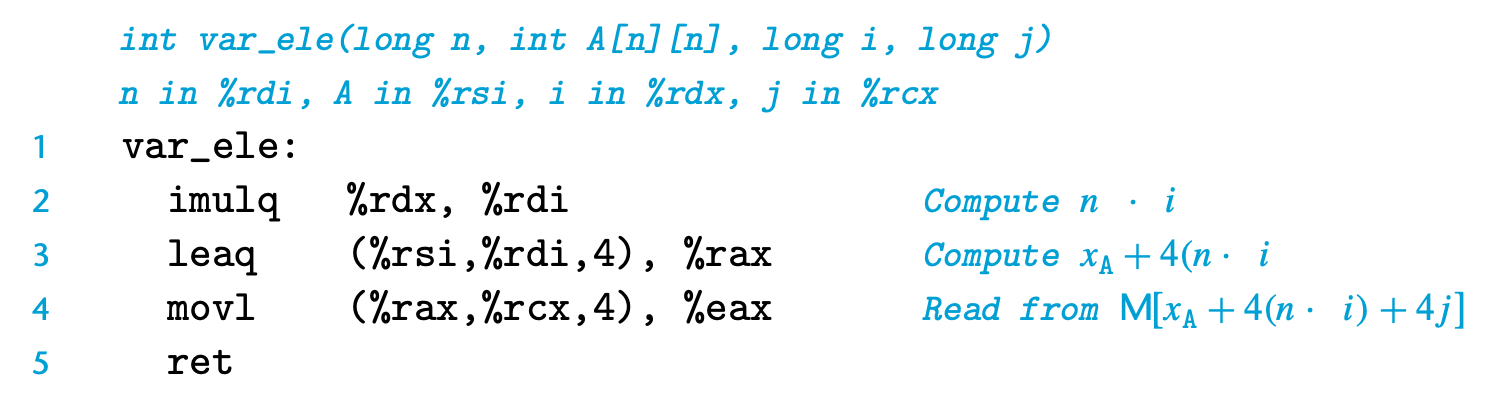 int var_ele(long n, int A[n][n], long i, long j)
n in %rdi, A in %rsi, i in %rdx, j in %rcx
1 var_ele:
2 imulq %rdx, %rdi Compute n · i
3 leaq (%rsi,%rdi,4), %rax Compute xA + 4(n · i
4 movl (%rax,%rcx,4), %eax Read from M[xA + 4(n · i) + 4j]
5 ret